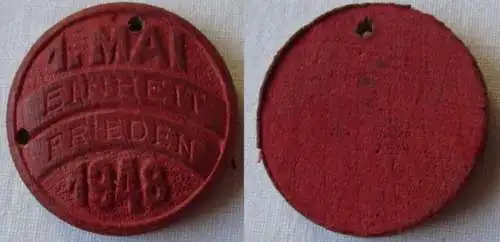 1. MAI
EINHEIT
FRIEDEN
1948